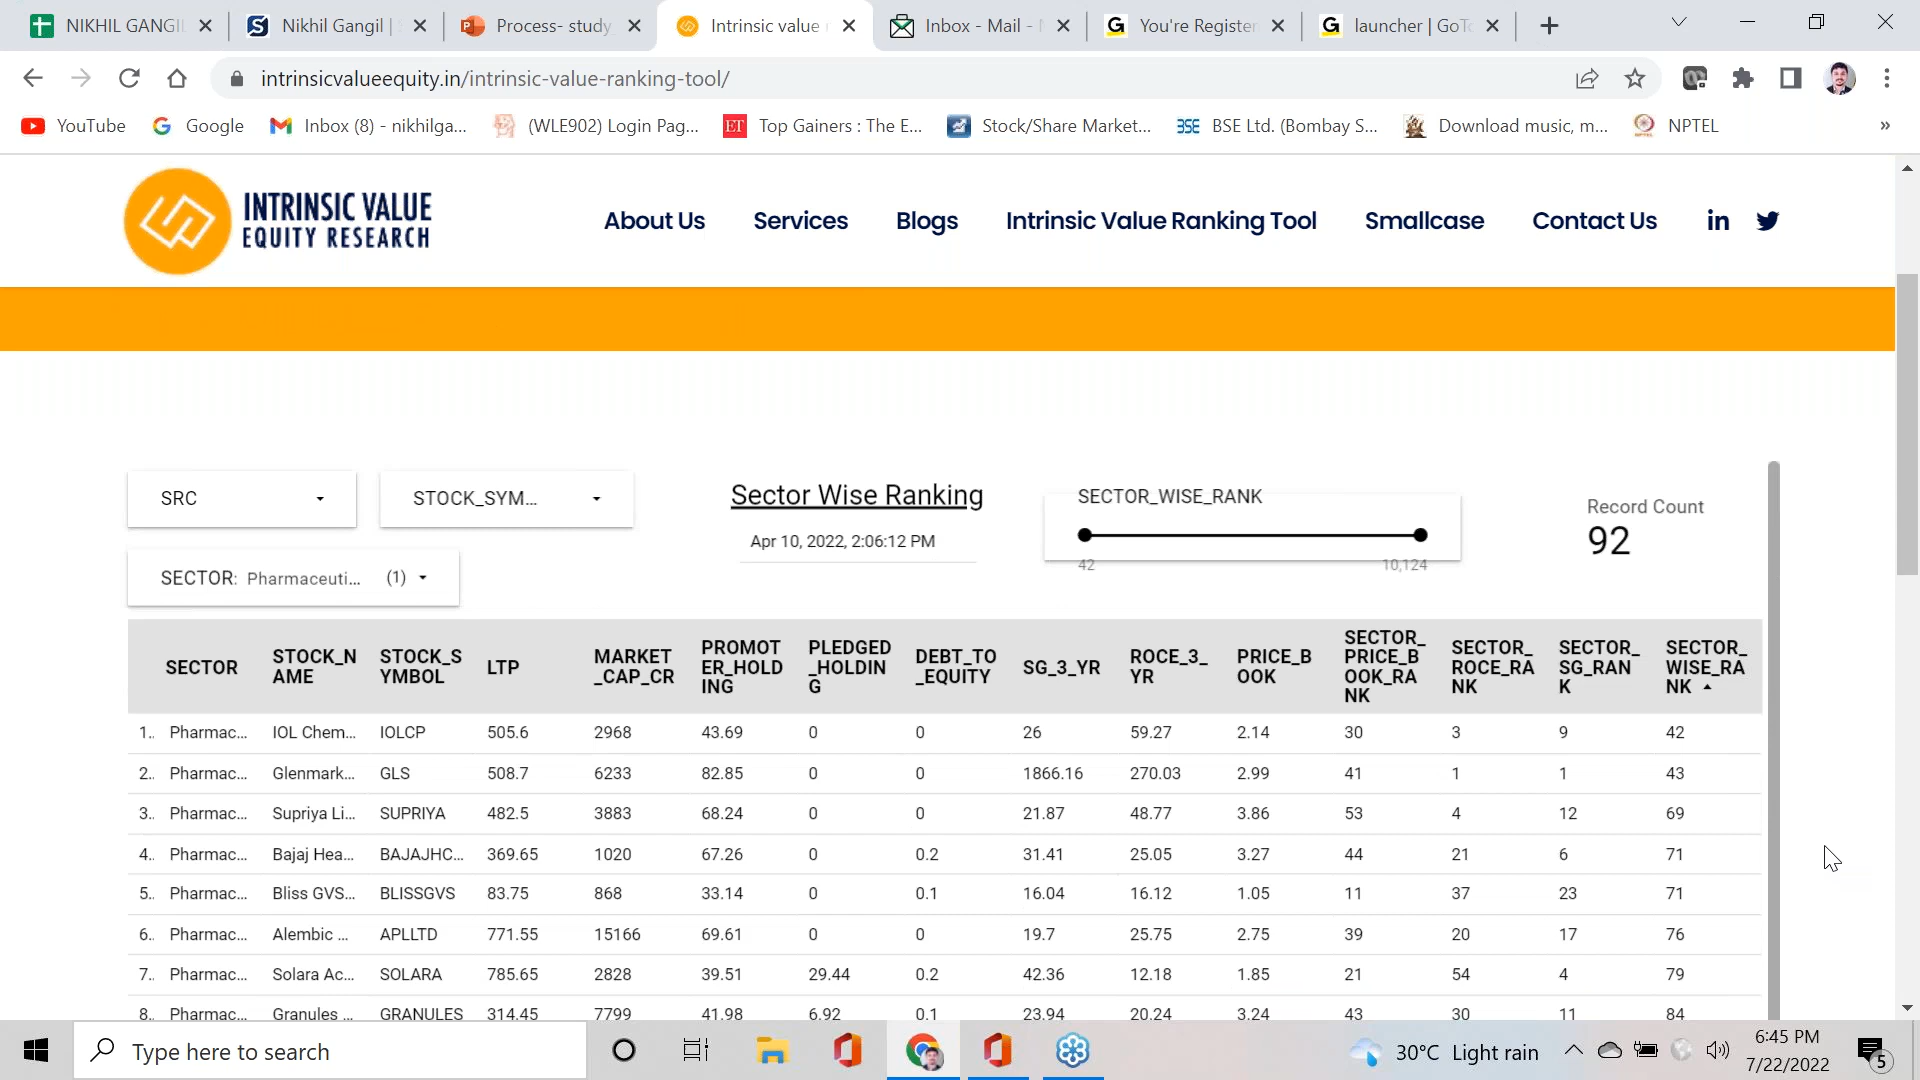 NIKHIL GANGIL
Nikhil Gangil |
Process- study
Intrinsic value r
Inbox - Mail -
You're Register
launcher | GoTo
intrinsicvalueequity.in/intrinsic-value-ranking-tool/
YouTube
Google
Inbox (8) - nikhilga...
(WLE902) Login Pag...
ET
Top Gainers : The E...
Stock/Share Market...
BSE Ltd. (Bombay S...
Download music, m...
NPTEL
»
INTRINSIC VALUE
EQUITY RESEARCH
About Us
Services
Blogs
Intrinsic Value Ranking Tool
Smallcase
Contact Us
in
SRC
STOCK_SYM...
Sector Wise Ranking
Apr 10, 2022, 2:06:12 PM
SECTOR_WISE_RANK
42
10,124
Record Count
92
SECTOR: Pharmaceuti... (1)
SECTOR STOCK_NAME STOCK_SYMBOL LTP MARKET_CAP_CR PROMOTER_HOLDING PLEDGED_HOLDING DEBT_TO_EQUITY SG_3_YR ROCE_3_YR PRICE_BOOK SECTOR_PRICE_BOOK_RANK SECTOR_ROCE_RANK SECTOR_SG_RANK SECTOR_WISE_RANK
1.. Pharmac... IOL Chem... IOLCP 505.6 2968 43.69 0 0 26 59.27 2.14 30 3 9 42
2.. Pharmac... Glenmark... GLS 508.7 6233 82.85 0 0 1866.16 270.03 2.99 41 1 1 43
3.. Pharmac... Supriya Li... SUPRIYA 482.5 3883 68.24 0 0 21.87 48.77 3.86 53 4 12 69
4.. Pharmac... Bajaj Hea... BAJAJHC... 369.65 1020 67.26 0 0.2 31.41 25.05 3.27 44 21 6 71
5.. Pharmac... Bliss GVS... BLISSGVS 83.75 868 33.14 0 0.1 16.04 16.12 1.05 11 37 23 71
6.. Pharmac... Alembic ... APLLTD 771.55 15166 69.61 0 0 19.7 25.75 2.75 39 20 17 76
7.. Pharmac... Solara Ac... SOLARA 785.65 2828 39.51 29.44 0.2 42.36 12.18 1.85 21 54 4 79
8.. Pharmac... Granules ... GRANULES 314.45 7799 41.98 6.92 0.1 23.94 20.24 3.24 43 30 11 84
Type here to search
30°C Light rain
6:45 PM
7/22/2022
5